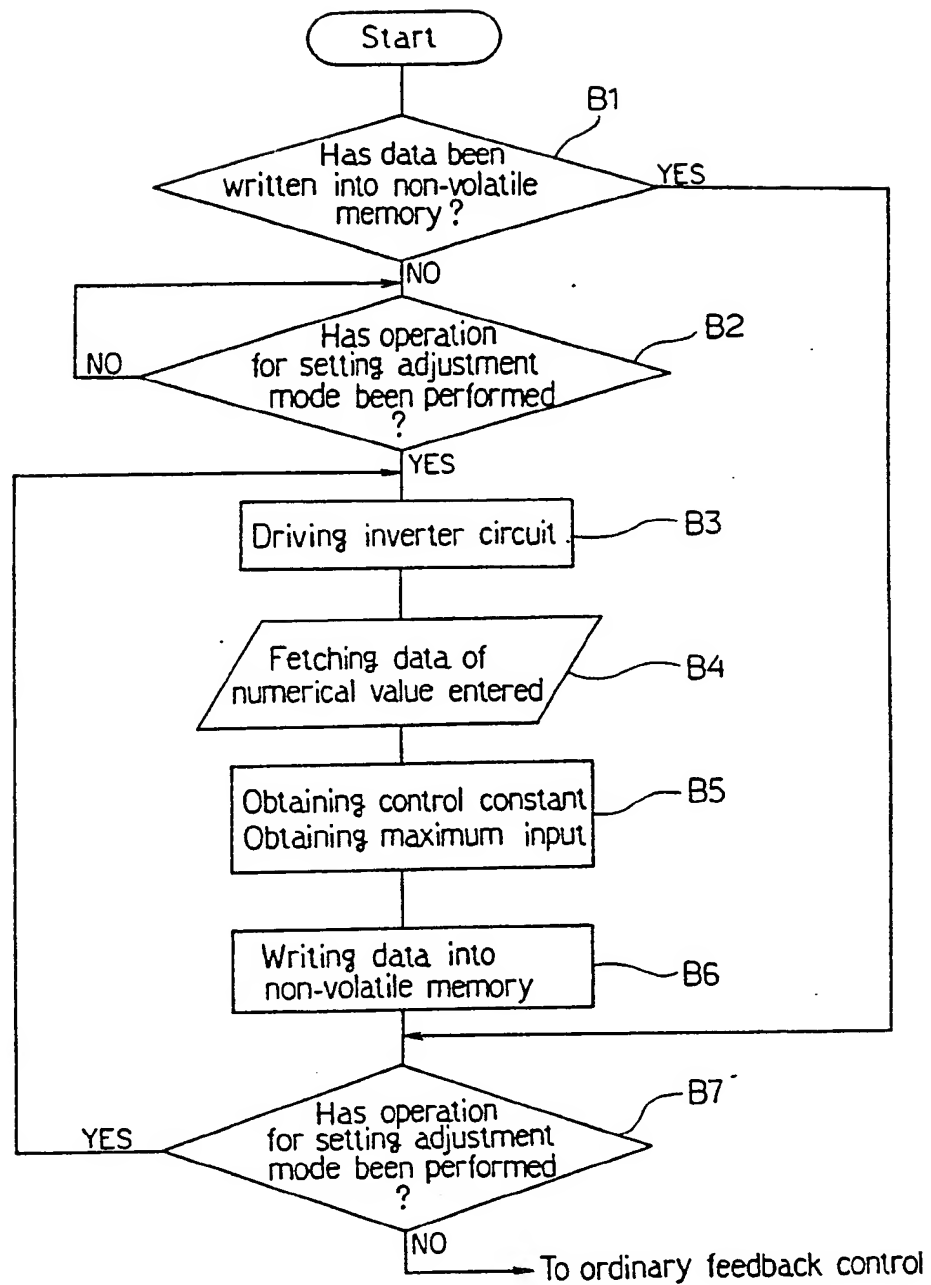 Start
B1
Has data been
written into non-volatile
memory?
YES
NO
B2
Has operation
for setting adjustment
mode been performed
?
NO
YES
Driving inverter circuit
B3
Fetching data of
numerical value entered
B4
Obtaining control constant
Obtaining maximum input
B5
Writing data into
non-volatile memory
B6
B7
Has operation
for setting adjustment
mode been performed
?
YES
NO
To ordinary feedback control